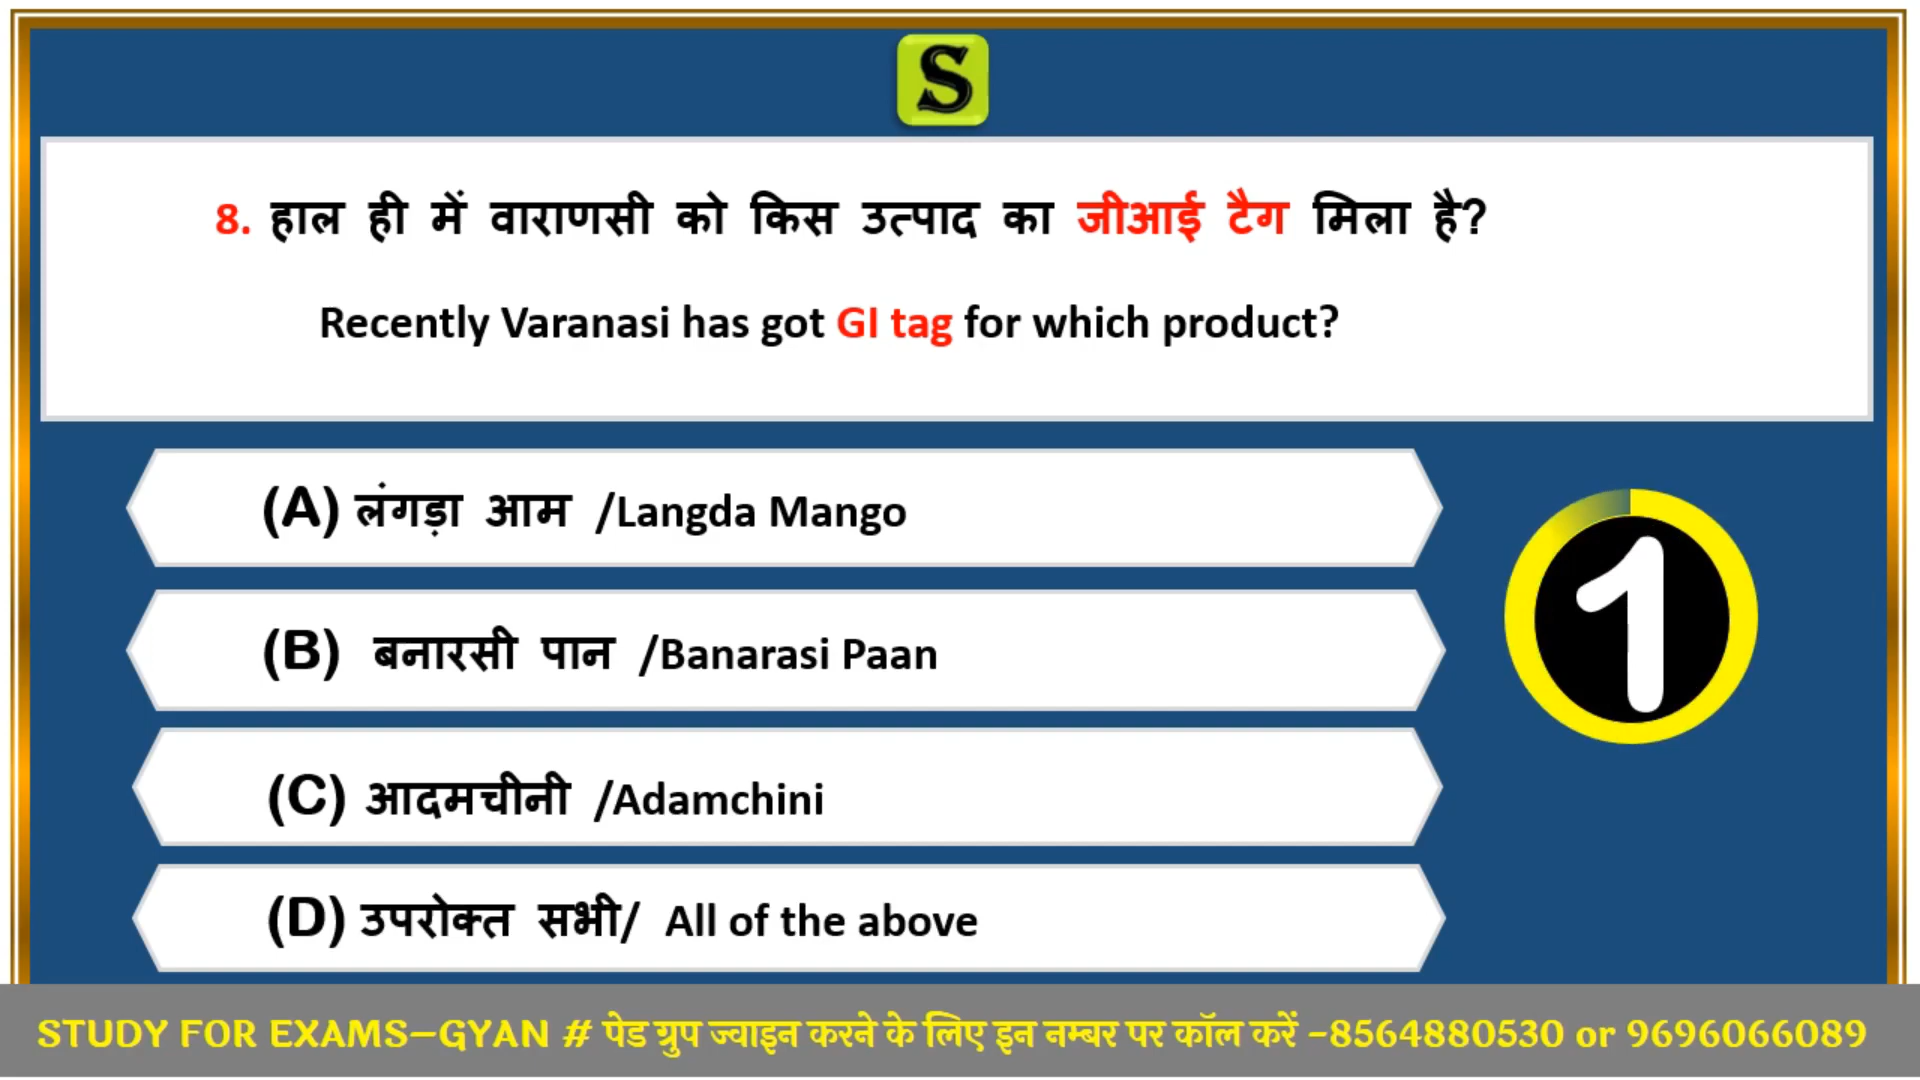 S
8. हाल ही में वाराणसी को किस उत्पाद का जीआई टैग मिला है?
Recently Varanasi has got GI tag for which product?
(A) लंगड़ा आम /Langda Mango
(B) बनारसी पान /Banarasi Paan
(C) आदमचीनी /Adamchini
(D) उपरोक्त सभी/ All of the above
1
STUDY FOR EXAMS–GYAN # पेड ग्रुप ज्वाइन करने के लिए इन नम्बर पर कॉल करें -8564880530 or 9696066089